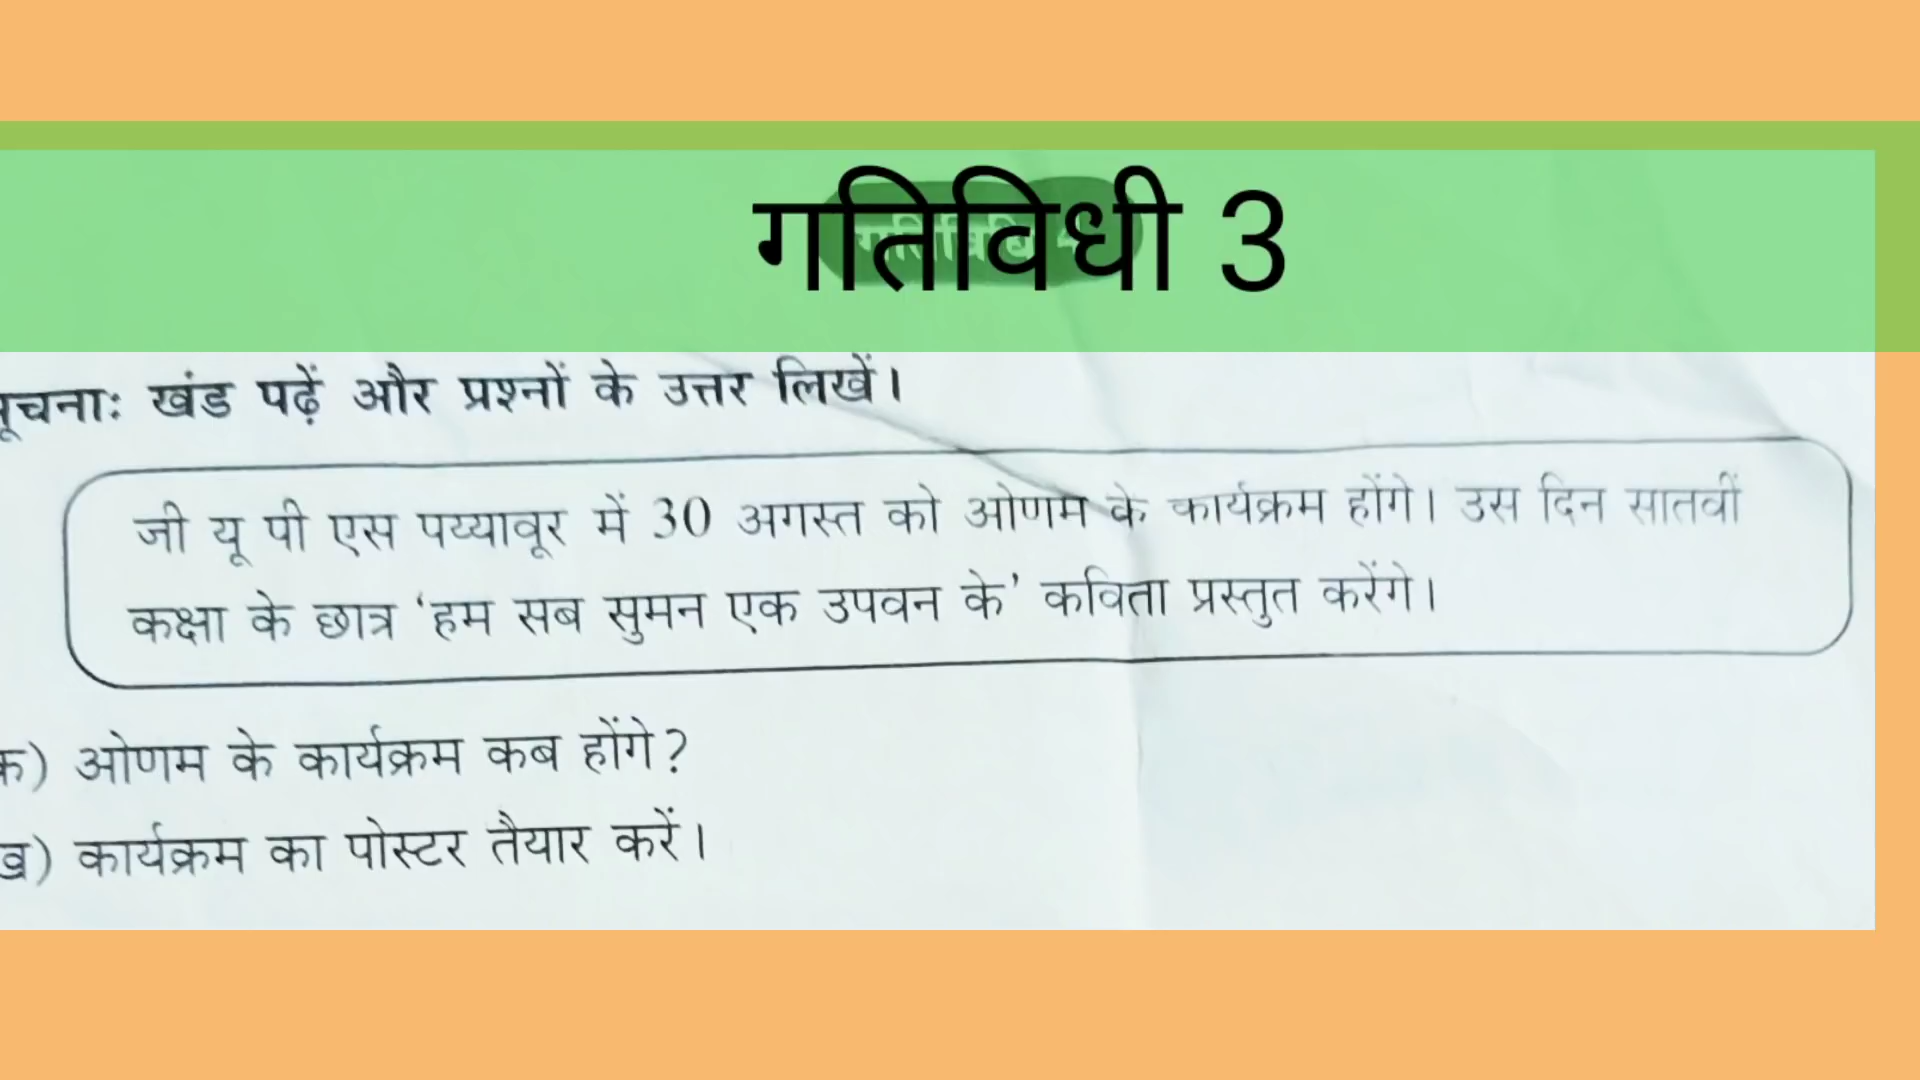 गतिविधी 3
सूचनाः खंड पढ़ें और प्रश्नों के उत्तर लिखें।
जी यू पी एस पय्यावूर में 30 अगस्त को ओणम के कार्यक्रम होंगे। उस दिन सातवीं
कक्षा के छात्र ‘हम सब सुमन एक उपवन के’ कविता प्रस्तुत करेंगे।
क) ओणम के कार्यक्रम कब होंगे?
ख) कार्यक्रम का पोस्टर तैयार करें।